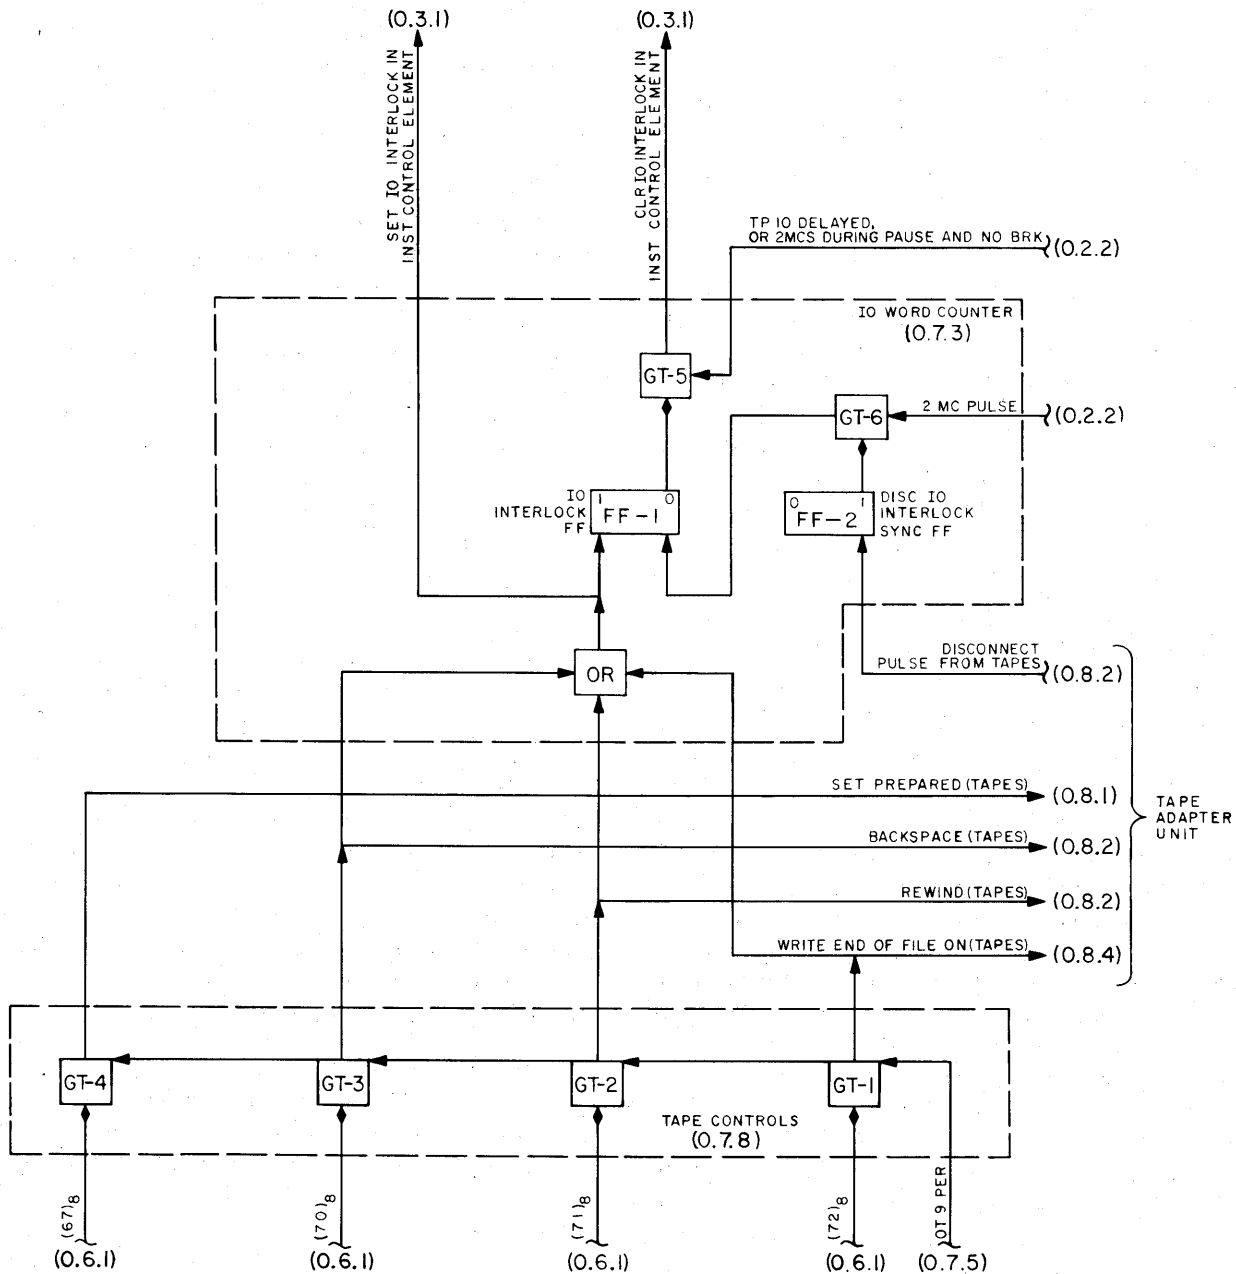 (0.3.1)
(0.3.1)
SET IO INTERLOCK IN
INST CONTROL ELEMENT
CLR IO INTERLOCK IN
INST CONTROL ELEMENT
TP 10 DELAYED,
OR 2MCS DURING PAUSE AND NO BRK
(0.2.2)
IO WORD COUNTER
(0.7.3)
GT-5
GT-6
2 MC PULSE
(0.2.2)
IO
INTERLOCK
FF
1 0
FF-1
0 1
FF-2
DISC IO
INTERLOCK
SYNC FF
DISCONNECT
PULSE FROM TAPES
(0.8.2)
OR
SET PREPARED (TAPES)
(0.8.1)
BACKSPACE (TAPES)
(0.8.2)
REWIND (TAPES)
(0.8.2)
WRITE END OF FILE ON (TAPES)
(0.8.4)
TAPE
ADAPTER
UNIT
GT-4
GT-3
GT-2
GT-1
TAPE CONTROLS
(0.7.8)
(67)8
(70)8
(71)8
(72)8
OT 9 PER
(0.6.1)
(0.6.1)
(0.6.1)
(0.6.1)
(0.7.5)